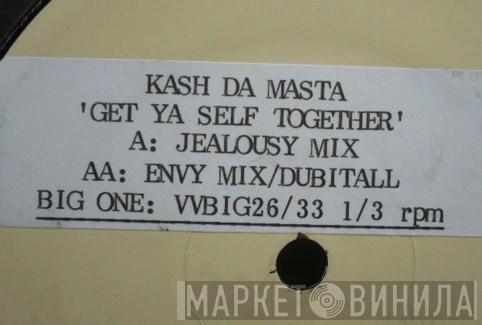 KASH DA MASTA
'GET YA SELF TOGETHER'
A: JEALOUSY MIX
AA: ENVY MIX/DUBITALL
BIG ONE: VVBIG26/33 1/3 rpm
МАРКЕТ ВИНИЛА